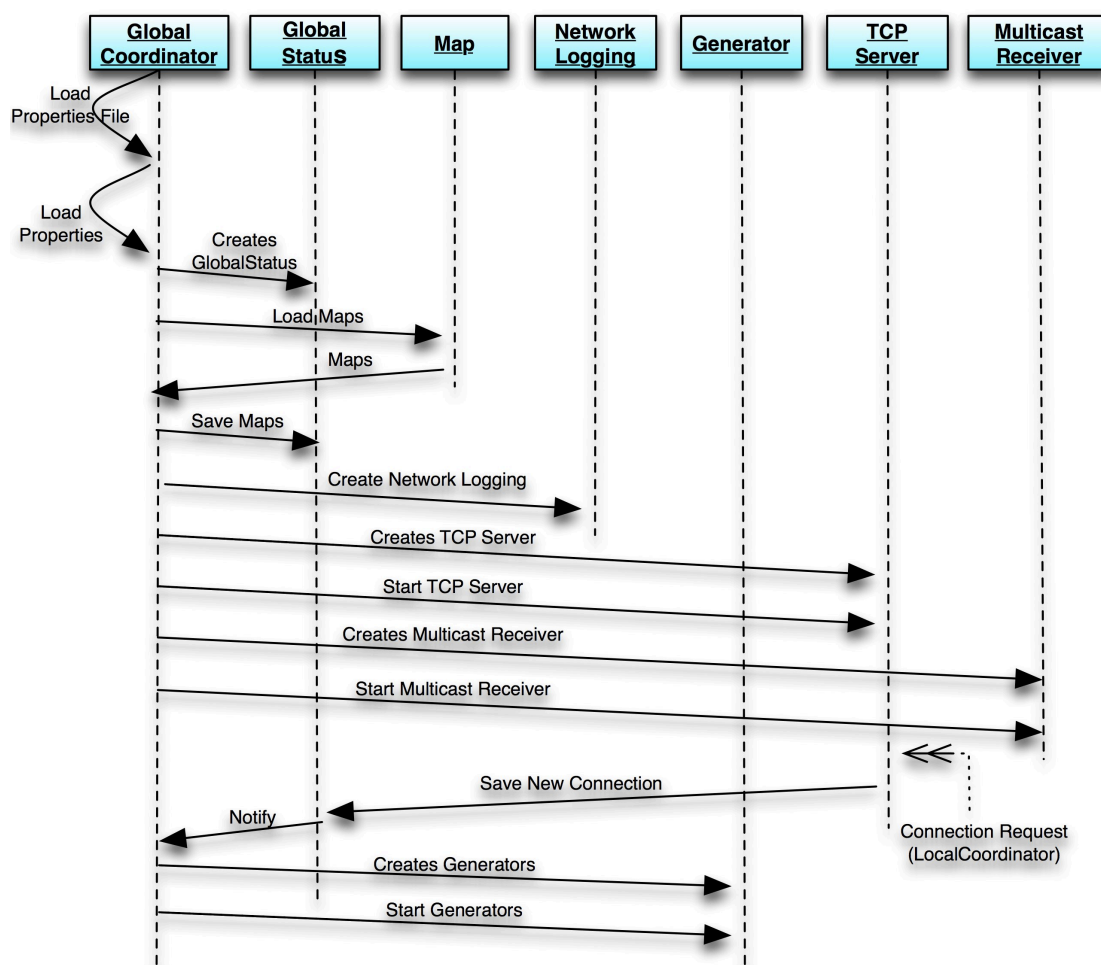 Global
Coordinator
Global
Status
Map
Network
Logging
Generator
TCP
Server
Multicast
Receiver
Load
Properties File
Load
Properties
Creates
GlobalStatus
Load Maps
Maps
Save Maps
Create Network Logging
Creates TCP Server
Start TCP Server
Creates Multicast Receiver
Start Multicast Receiver
Save New Connection
Notify
Connection Request
(LocalCoordinator)
Creates Generators
Start Generators